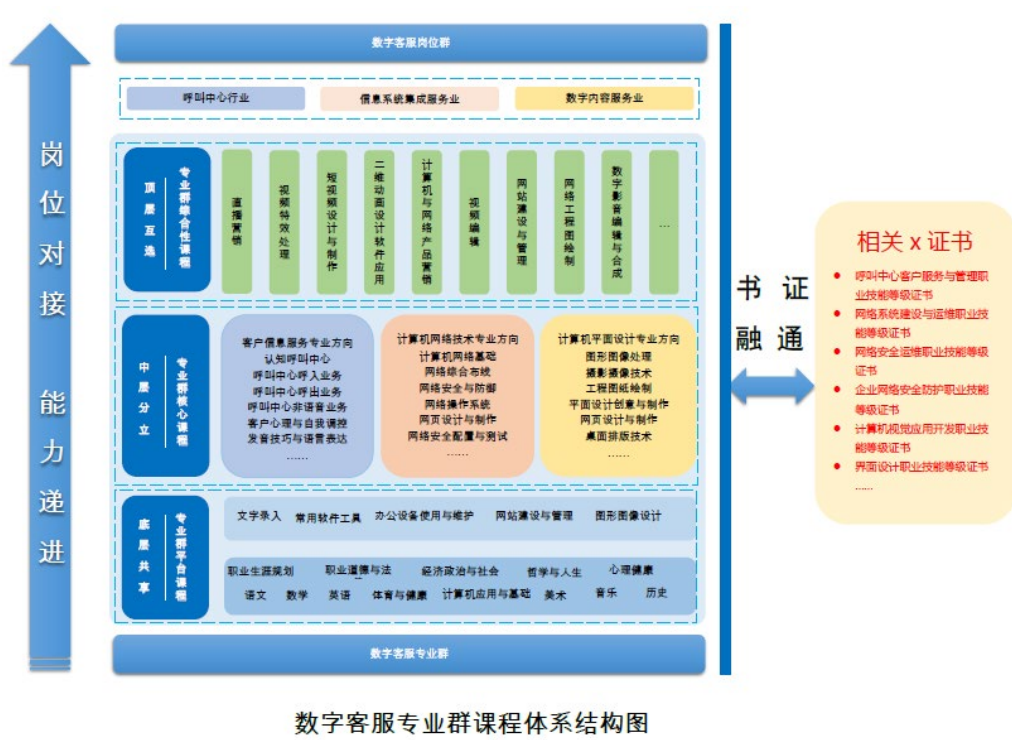 数字客服岗位群
呼叫中心行业
信息系统集成服务业
数字内容服务业
岗位对接 能力递进
顶层互选
专业群综合性课程
直播营销
视频特效处理
短视频设计与制作
二维动画设计软件应用
计算机与网络产品营销
视频编辑
网站建设与管理
网络工程图绘制
数字影音编辑与合成
…
中层分立
专业群核心课程
客户信息服务专业方向
认知呼叫中心
呼叫中心呼入业务
呼叫中心呼出业务
呼叫中心非语音业务
客户心理与自我调控
发音技巧与语言表达
……
计算机网络技术专业方向
计算机网络基础
网络综合布线
网络安全与防御
网络操作系统
网页设计与制作
网络安全配置与测试
……
计算机平面设计专业方向
图形图像处理
摄影摄像技术
工程图纸绘制
平面设计创意与制作
网页设计与制作
桌面排版技术
……
底层共享
专业群平台课程
文字录入 常用软件工具 办公设备使用与维护 网站建设与管理 图形图像设计
职业生涯规划 职业道德与法 经济政治与社会 哲学与人生 心理健康
语文 数学 英语 体育与健康 计算机应用与基础 美术 音乐 历史
数字客服专业群
书证
融通
相关x证书
● 呼叫中心客户服务与管理职
业技能等级证书
● 网络系统建设与运维职业技
能等级证书
● 网络安全运维职业技能等级
证书
● 企业网络安全防护职业技能
等级证书
● 计算机视觉应用开发职业技
能等级证书
● 界面设计职业技能等级证书
……
数字客服专业群课程体系结构图